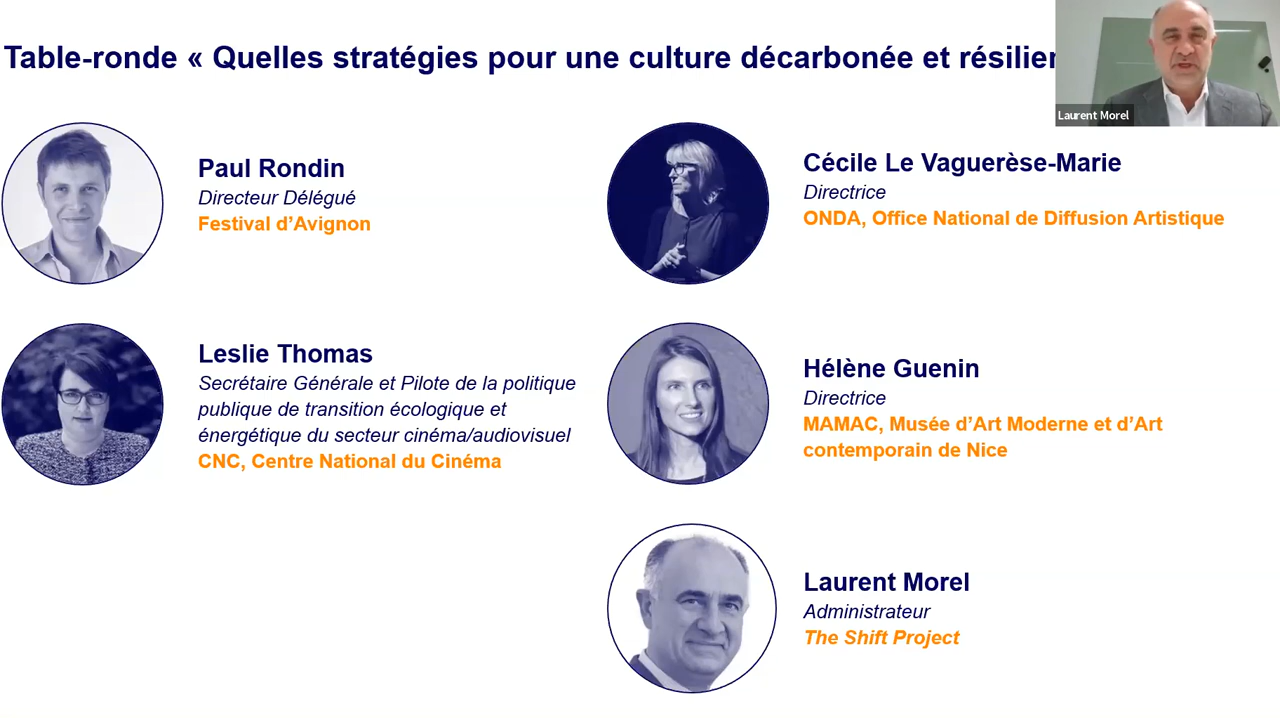 Table-ronde « Quelles stratégies pour une culture décarbonée et
Laurent Morel
Paul Rondin
Directeur Délégué
Festival d'Avignon
Cécile Le Vaguerèse-Marie
Directrice
ONDA, Office National de Diffusion Artistique
Leslie Thomas
Secrétaire Générale et Pilote de la politique
publique de transition écologique et
énergétique du secteur cinéma/audiovisuel
CNC, Centre National du Cinéma
Hélène Guenin
Directrice
MAMAC, Musée d'Art Moderne et d'Art
contemporain de Nice
Laurent Morel
Administrateur
The Shift Project